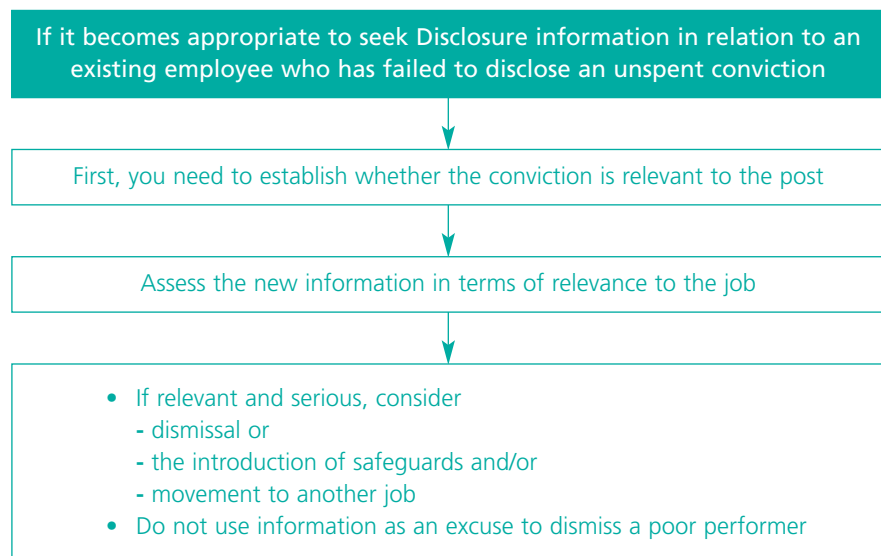 If it becomes appropriate to seek Disclosure information in relation to an
existing employee who has failed to disclose an unspent conviction
First, you need to establish whether the conviction is relevant to the post
Assess the new information in terms of relevance to the job
• If relevant and serious, consider
- dismissal or
- the introduction of safeguards and/or
- movement to another job
• Do not use information as an excuse to dismiss a poor performer